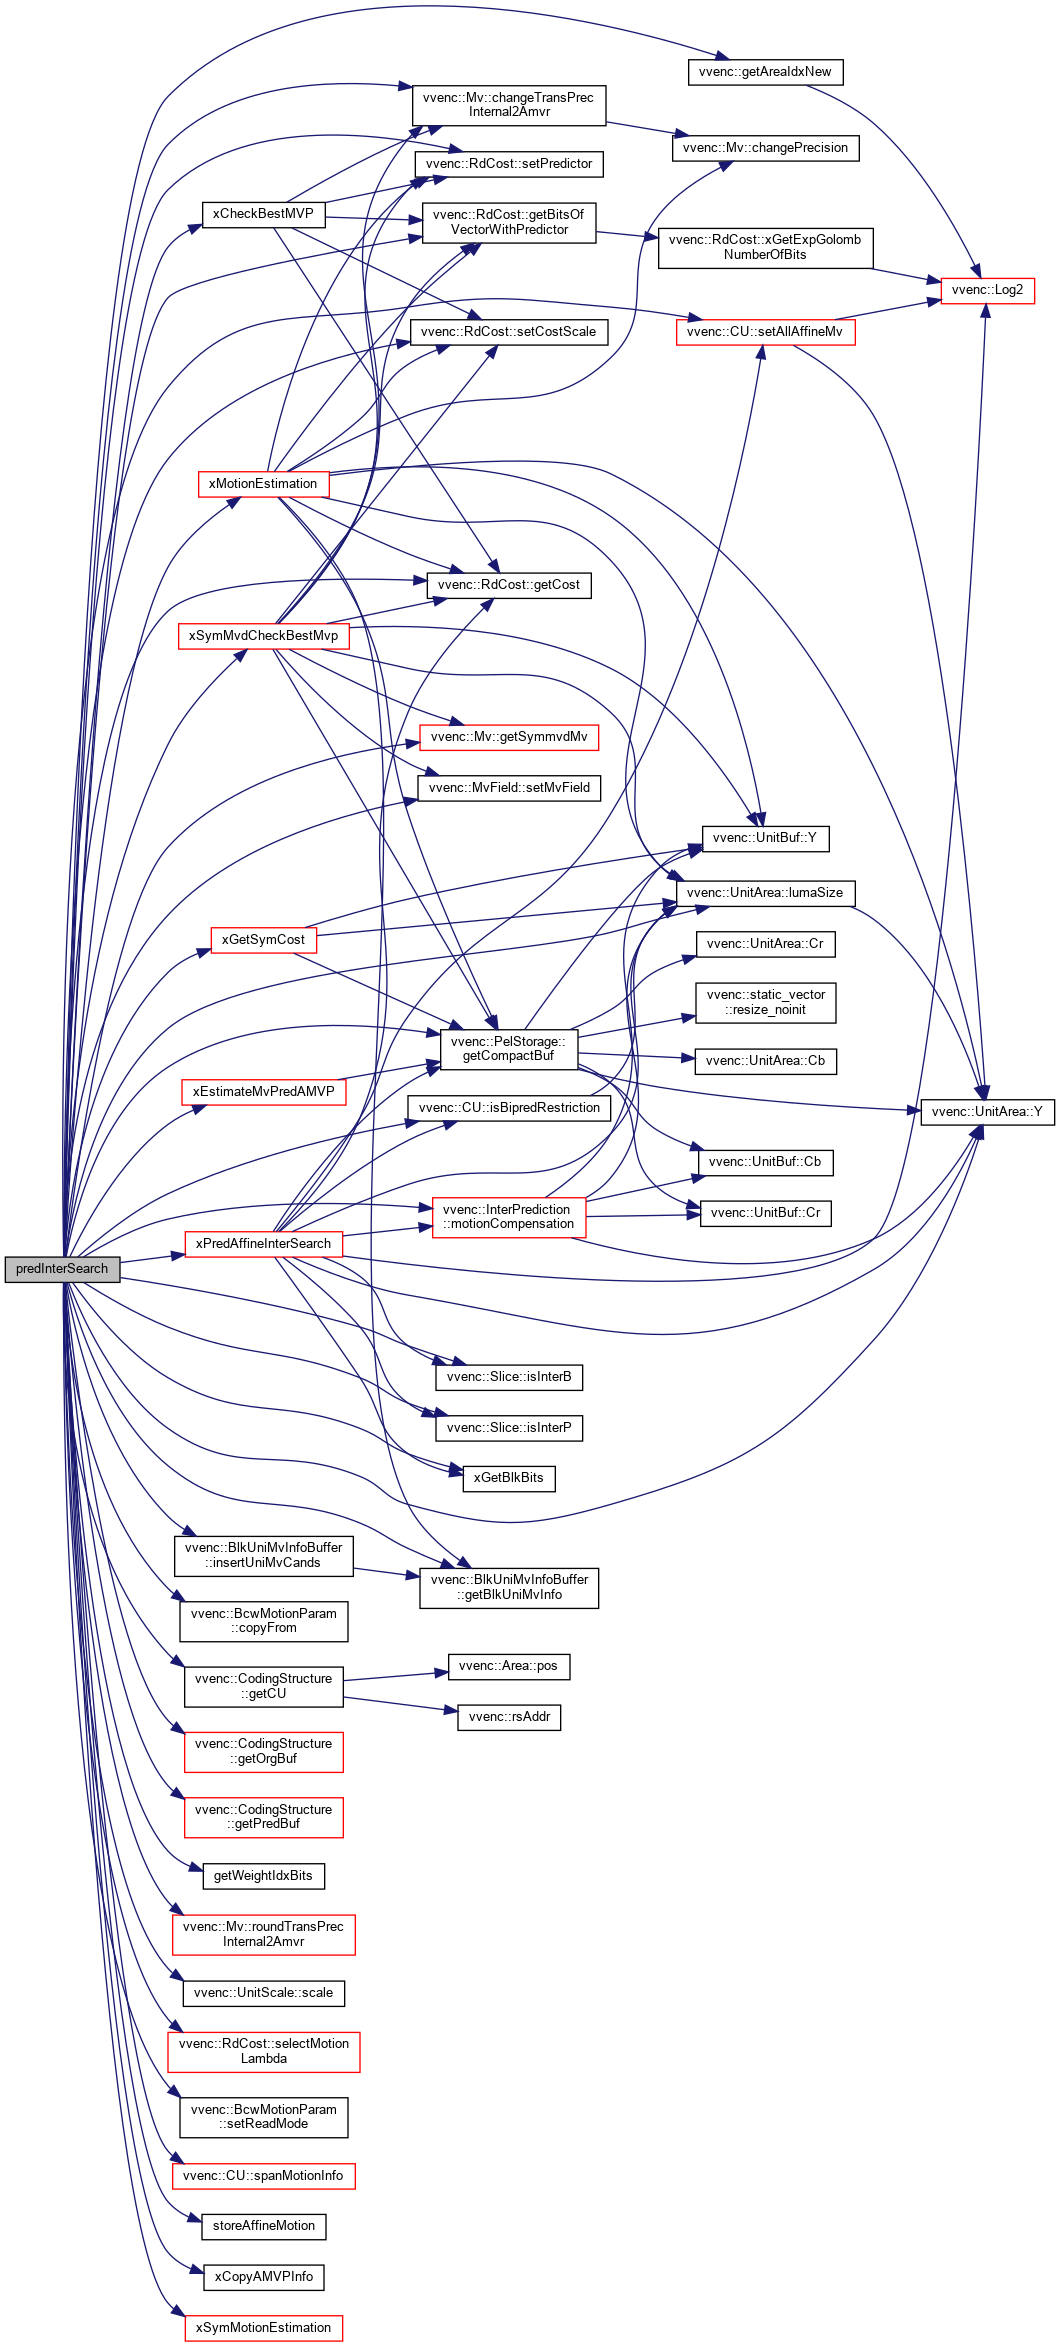 vvenc::getAreaIdxNew
vvenc::Mv::changeTransPrec
Internal2Amvr
vvenc::Mv::changePrecision
vvenc::RdCost::setPredictor
xCheckBestMVP
vvenc::RdCost::getBitsOf
VectorWithPredictor
vvenc::RdCost::xGetExpGolomb
NumberOfBits
vvenc::Log2
vvenc::RdCost::setCostScale
vvenc::CU::setAllAffineMv
xMotionEstimation
vvenc::RdCost::getCost
xSymMvdCheckBestMvp
vvenc::Mv::getSymmvdMv
vvenc::MvField::setMvField
vvenc::UnitBuf::Y
vvenc::UnitArea::lumaSize
xGetSymCost
vvenc::UnitArea::Cr
vvenc::static_vector
::resize_noinit
vvenc::PelStorage::
getCompactBuf
vvenc::UnitArea::Cb
xEstimateMvPredAMVP
vvenc::CU::isBipredRestriction
vvenc::UnitArea::Y
vvenc::UnitBuf::Cb
vvenc::InterPrediction
::motionCompensation
vvenc::UnitBuf::Cr
xPredAffineInterSearch
predInterSearch
vvenc::Slice::isInterB
vvenc::Slice::isInterP
xGetBlkBits
vvenc::BlkUniMvInfoBuffer
::insertUniMvCands
vvenc::BlkUniMvInfoBuffer
::getBlkUniMvInfo
vvenc::BcwMotionParam
::copyFrom
vvenc::CodingStructure
::getCU
vvenc::Area::pos
vvenc::rsAddr
vvenc::CodingStructure
::getOrgBuf
vvenc::CodingStructure
::getPredBuf
getWeightIdxBits
vvenc::Mv::roundTransPrec
Internal2Amvr
vvenc::UnitScale::scale
vvenc::RdCost::selectMotion
Lambda
vvenc::BcwMotionParam
::setReadMode
vvenc::CU::spanMotionInfo
storeAffineMotion
xCopyAMVPInfo
xSymMotionEstimation